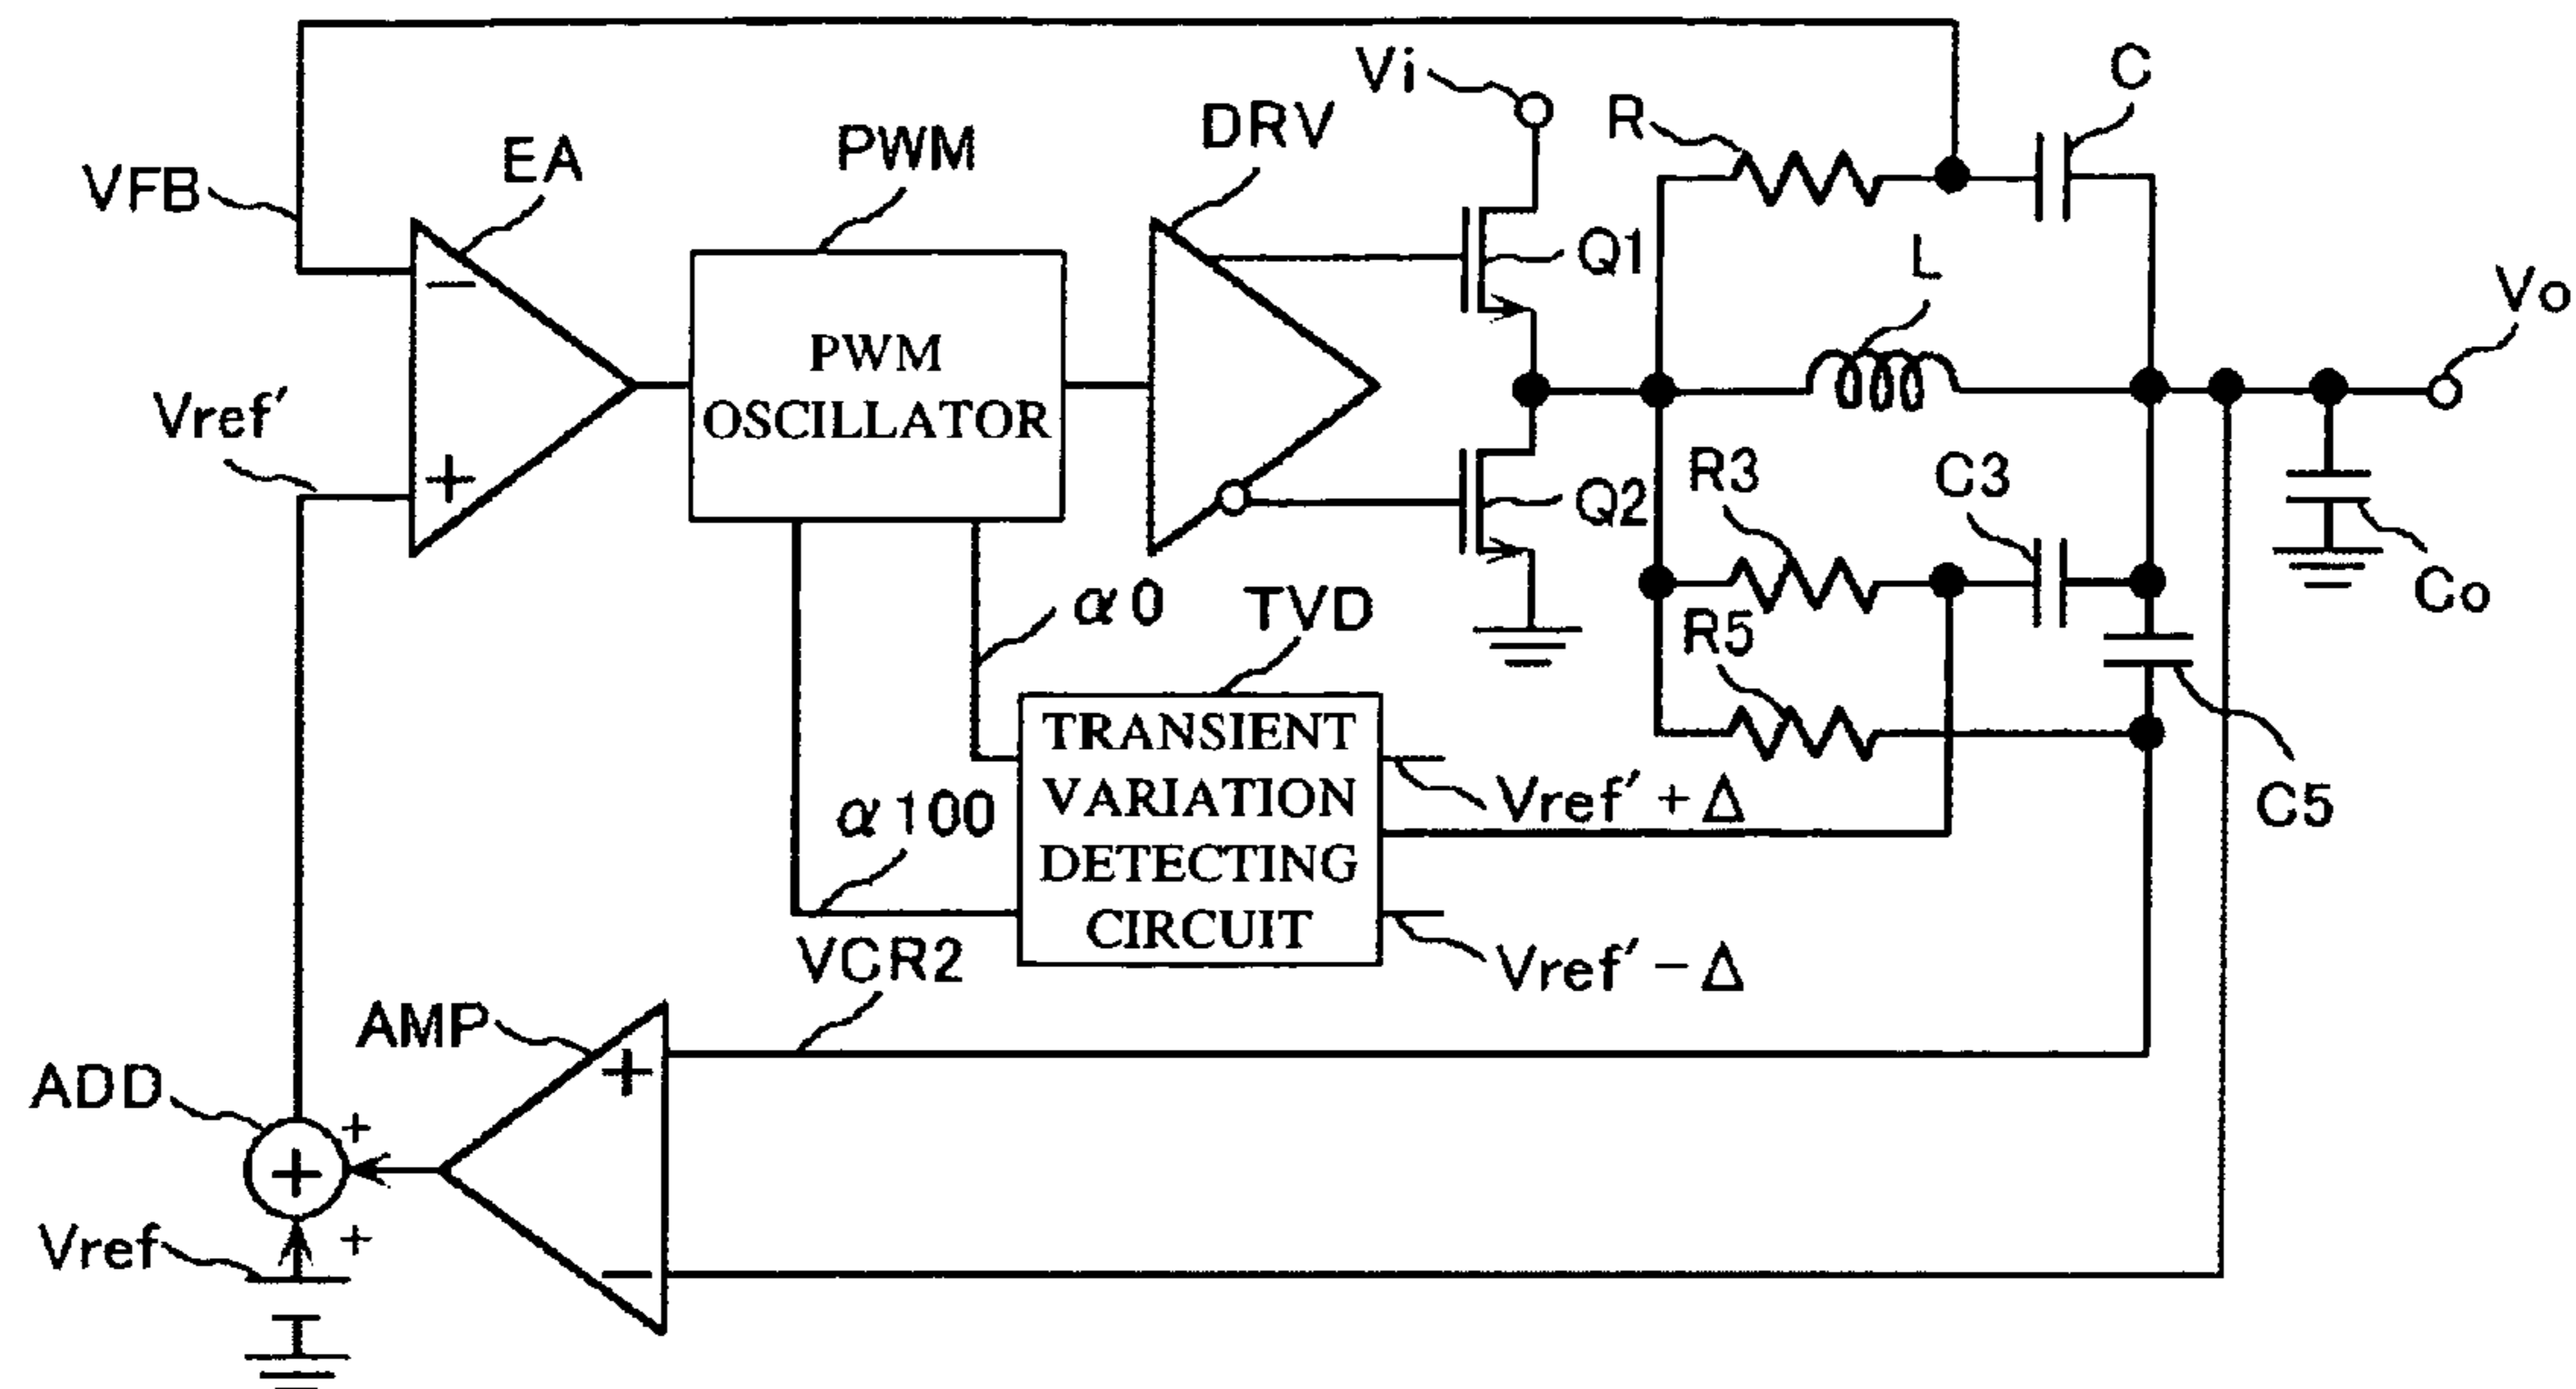 Vi
C
R
DRV
PWM
EA
VFB
Q1
L
Vo
PWM
OSCILLATOR
Vref′
R3
C3
Q2
Co
α0
TVD
R5
TRANSIENT
VARIATION
DETECTING
CIRCUIT
Vref′+Δ
C5
α100
Vref′−Δ
VCR2
AMP
ADD
Vref
−
+
+
−
+
+
+